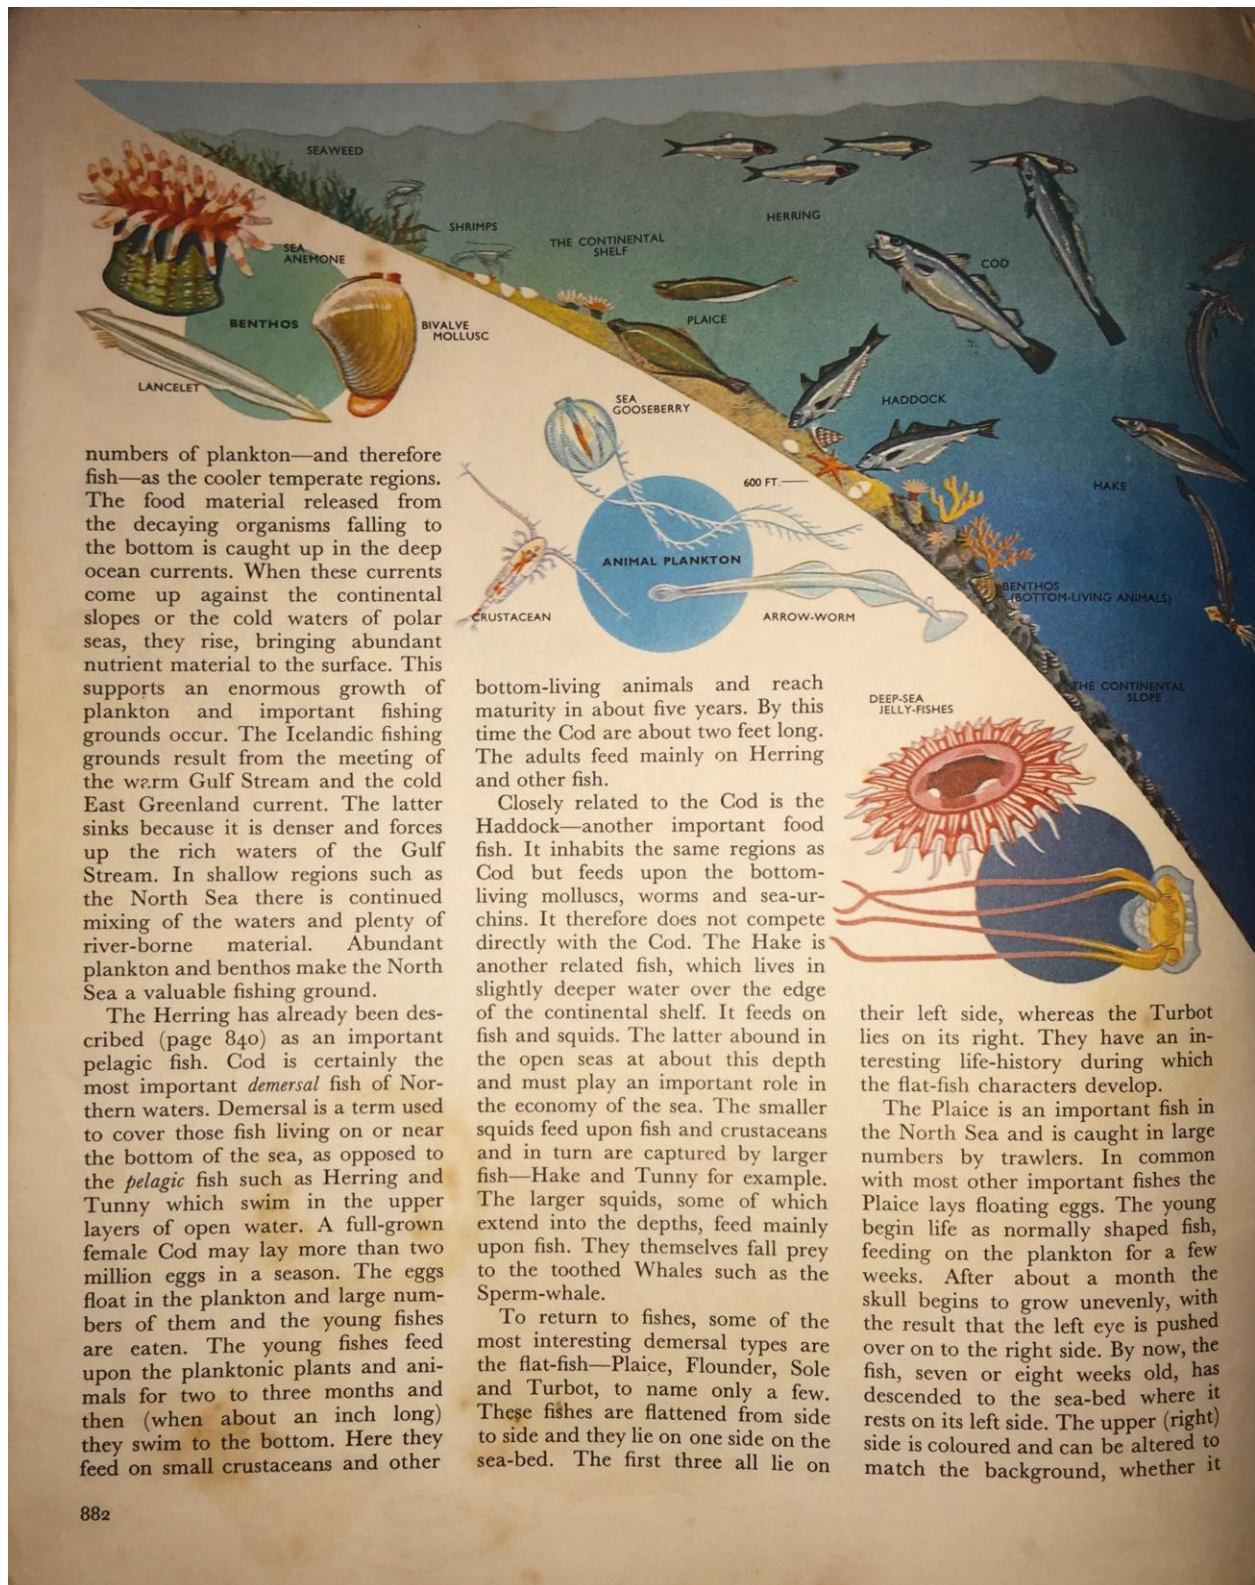 SEAWEED
SHRIMPS
THE CONTINENTAL
SHELF
HERRING
COD
SEA
ANEMONE
BENTHOS
BIVALVE
MOLLUSC
LANCELET
PLAICE
HADDOCK
HAKE
SEA
GOOSEBERRY
600 FT.
ANIMAL PLANKTON
CRUSTACEAN
ARROW-WORM
BENTHOS
(BOTTOM-LIVING ANIMALS)
THE CONTINENTAL
SLOPE
DEEP-SEA
JELLY-FISHES
numbers of plankton—and therefore
fish—as the cooler temperate regions.
The food material released from
the decaying organisms falling to
the bottom is caught up in the deep
ocean currents. When these currents
come up against the continental
slopes or the cold waters of polar
seas, they rise, bringing abundant
nutrient material to the surface. This
supports an enormous growth of
plankton and important fishing
grounds occur. The Icelandic fishing
grounds result from the meeting of
the warm Gulf Stream and the cold
East Greenland current. The latter
sinks because it is denser and forces
up the rich waters of the Gulf
Stream. In shallow regions such as
the North Sea there is continued
mixing of the waters and plenty of
river-borne material. Abundant
plankton and benthos make the North
Sea a valuable fishing ground.
The Herring has already been des-
cribed (page 840) as an important
pelagic fish. Cod is certainly the
most important demersal fish of Nor-
thern waters. Demersal is a term used
to cover those fish living on or near
the bottom of the sea, as opposed to
the pelagic fish such as Herring and
Tunny which swim in the upper
layers of open water. A full-grown
female Cod may lay more than two
million eggs in a season. The eggs
float in the plankton and large num-
bers of them and the young fishes
are eaten. The young fishes feed
upon the planktonic plants and ani-
mals for two to three months and
then (when about an inch long)
they swim to the bottom. Here they
feed on small crustaceans and other
bottom-living animals and reach
maturity in about five years. By this
time the Cod are about two feet long.
The adults feed mainly on Herring
and other fish.
Closely related to the Cod is the
Haddock—another important food
fish. It inhabits the same regions as
Cod but feeds upon the bottom-
living molluscs, worms and sea-ur-
chins. It therefore does not compete
directly with the Cod. The Hake is
another related fish, which lives in
slightly deeper water over the edge
of the continental shelf. It feeds on
fish and squids. The latter abound in
the open seas at about this depth
and must play an important role in
the economy of the sea. The smaller
squids feed upon fish and crustaceans
and in turn are captured by larger
fish—Hake and Tunny for example.
The larger squids, some of which
extend into the depths, feed mainly
upon fish. They themselves fall prey
to the toothed Whales such as the
Sperm-whale.
To return to fishes, some of the
most interesting demersal types are
the flat-fish—Plaice, Flounder, Sole
and Turbot, to name only a few.
These fishes are flattened from side
to side and they lie on one side on the
sea-bed. The first three all lie on
their left side, whereas the Turbot
lies on its right. They have an in-
teresting life-history during which
the flat-fish characters develop.
The Plaice is an important fish in
the North Sea and is caught in large
numbers by trawlers. In common
with most other important fishes the
Plaice lays floating eggs. The young
begin life as normally shaped fish,
feeding on the plankton for a few
weeks. After about a month the
skull begins to grow unevenly, with
the result that the left eye is pushed
over on to the right side. By now, the
fish, seven or eight weeks old, has
descended to the sea-bed where it
rests on its left side. The upper (right)
side is coloured and can be altered to
match the background, whether it
882